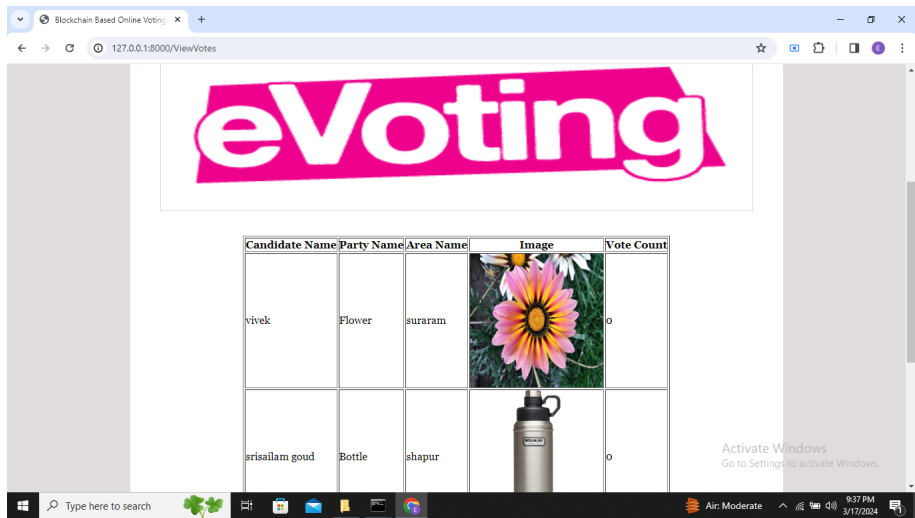 Blockchain Based Online Voting
127.0.0.1:8000/ViewVotes
E
eVoting
Candidate Name Party Name Area Name Image Vote Count
vivek Flower suraram 0
STANLEY
srisailam goud Bottle shapur 0
Activate Windows
Go to Settings to activate Windows.
Type here to search
Air: Moderate
9:37 PM
3/17/2024
1